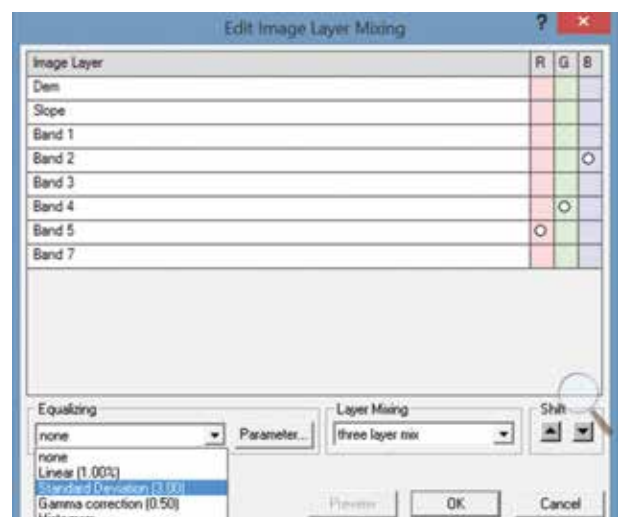 Edit Image Layer Mixing ?
Image Layer R G B
Dem
Slope
Band 1
Band 2
Band 3
Band 4
Band 5
Band 7
Equalizing Layer Mixing Shift
none Parameter... three layer mix
none
Linear (1.00%)
Standard Deviation (3.00)
Gamma correction (0.50)
Histogram
Preview OK Cancel